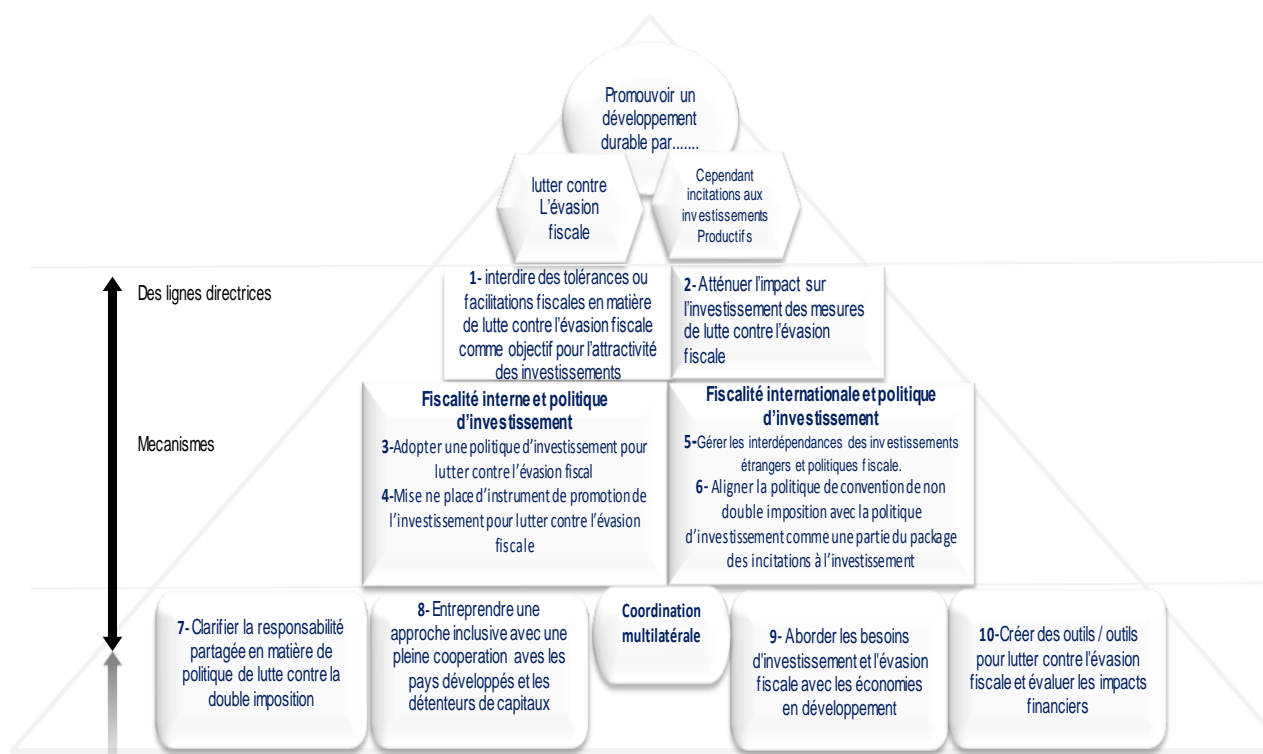 Promouvoir un
développement
durable par.......
lutter contre
L'évasion
fiscale
Cependant
incitations aux
investissements
Productifs
Des lignes directrices
1- interdire des tolérances ou
facilitations fiscales en matière
de lutte contre l'évasion fiscale
comme objectif pour l'attractivité
des investissements
2- Atténuer l'impact sur
l'investissement des mesures
de lutte contre l'évasion
fiscale
Mecanismes
Fiscalité interne et politique
d'investissement
3-Adopter une politique d'investissement pour
lutter contre l'évasion fiscal
4-Mise ne place d'instrument de promotion de
l'investissement pour lutter contre l'évasion
fiscale
Fiscalité internationale et politique
d'investissement
5-Gérer les interdépendances des investissements
étrangers et politiques fiscale.
6- Aligner la politique de convention de non
double imposition avec la politique
d'investissement comme une partie du package
des incitations à l'investissement
7- Clarifier la responsabilité
partagée en matière de
politique de lutte contre la
double imposition
8- Entreprendre une
approche inclusive avec une
pleine cooperation aves les
pays développés et les
détenteurs de capitaux
Coordination
multilatérale
9- Aborder les besoins
d'investissement et l'évasion
fiscale avec les économies
en développement
10-Créer des outils / outils
pour lutter contre l'évasion
fiscale et évaluer les impacts
financiers